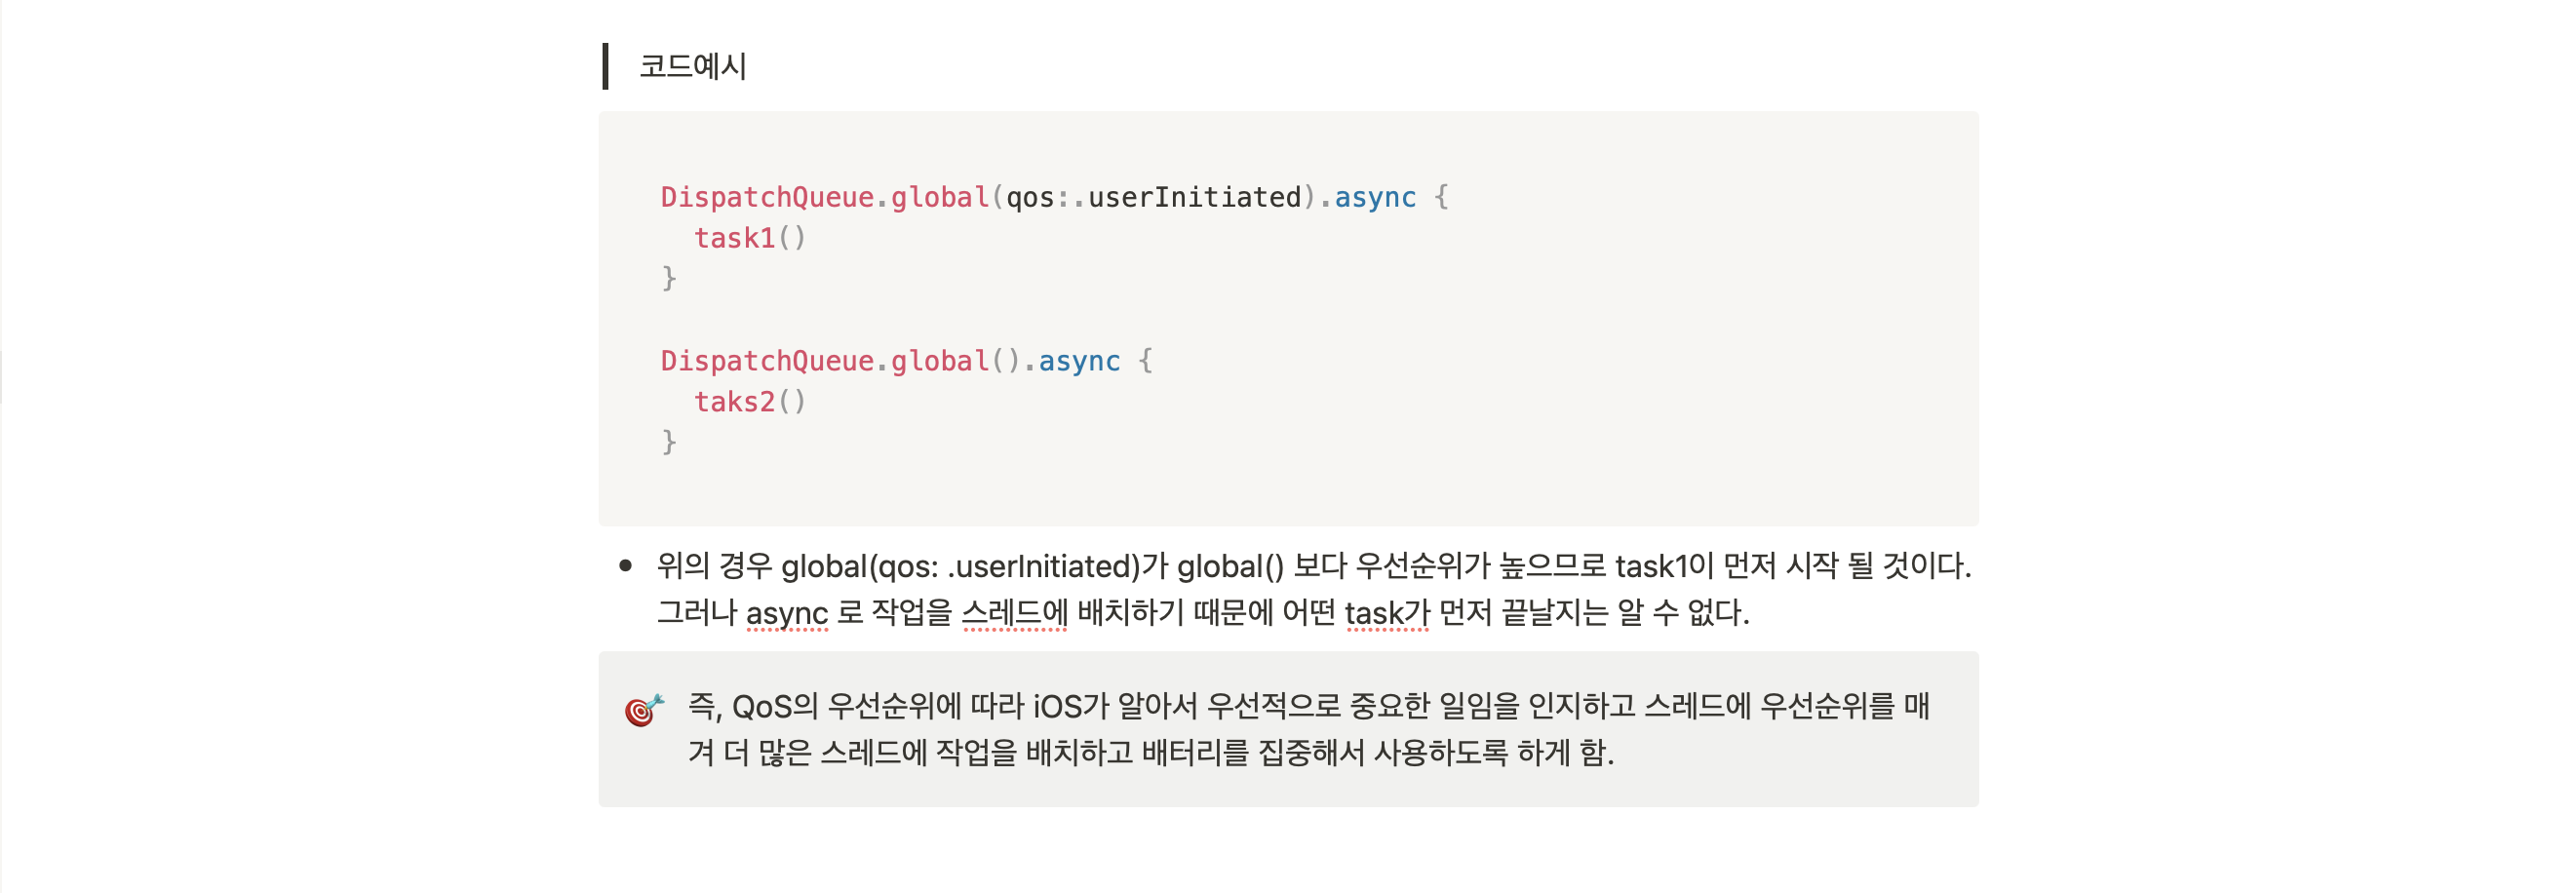 코드예시
DispatchQueue.global(qos:.userInitiated).async {
  task1()
}
DispatchQueue.global().async {
  taks2()
}
• 위의 경우 global(qos: .userInitiated)가 global() 보다 우선순위가 높으므로 task1이 먼저 시작 될 것이다.
그러나 async 로 작업을 스레드에 배치하기 때문에 어떤 task가 먼저 끝날지는 알 수 없다.
🎯 즉, QoS의 우선순위에 따라 iOS가 알아서 우선적으로 중요한 일임을 인지하고 스레드에 우선순위를 매
겨 더 많은 스레드에 작업을 배치하고 배터리를 집중해서 사용하도록 하게 함.